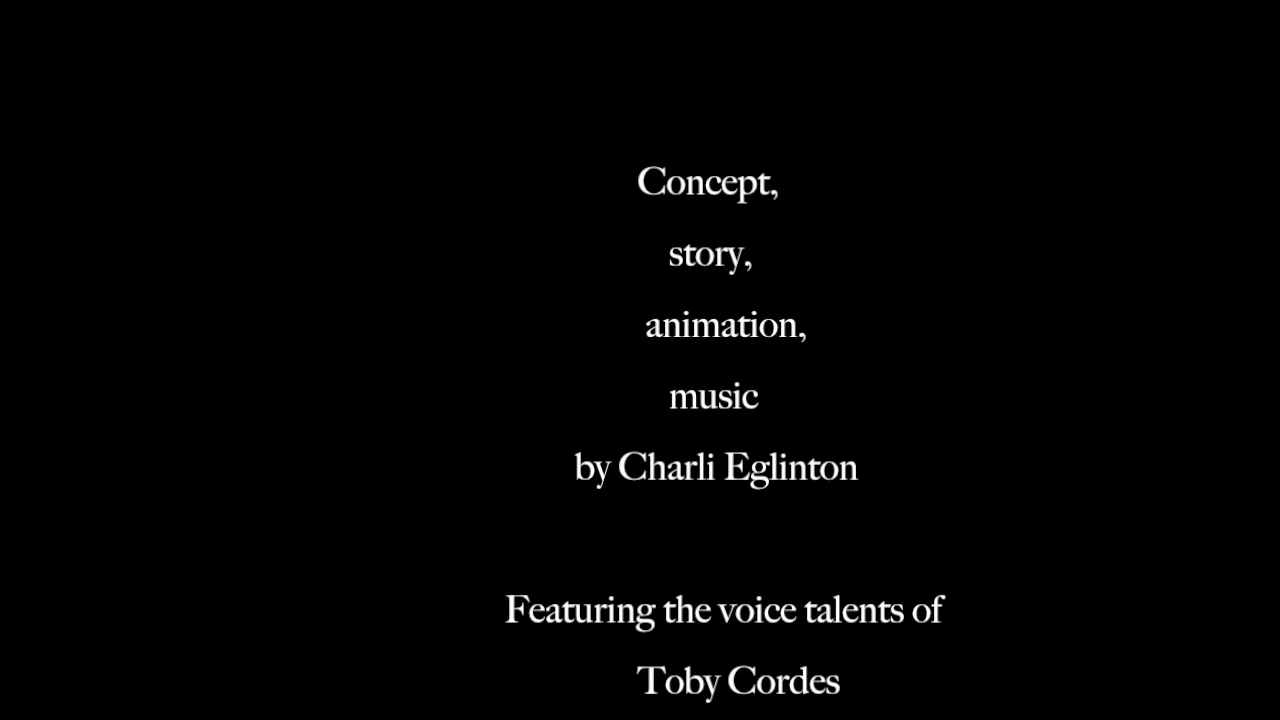 Concept,
story,
animation,
music
by Charli Eglinton
Featuring the voice talents of
Toby Cordes